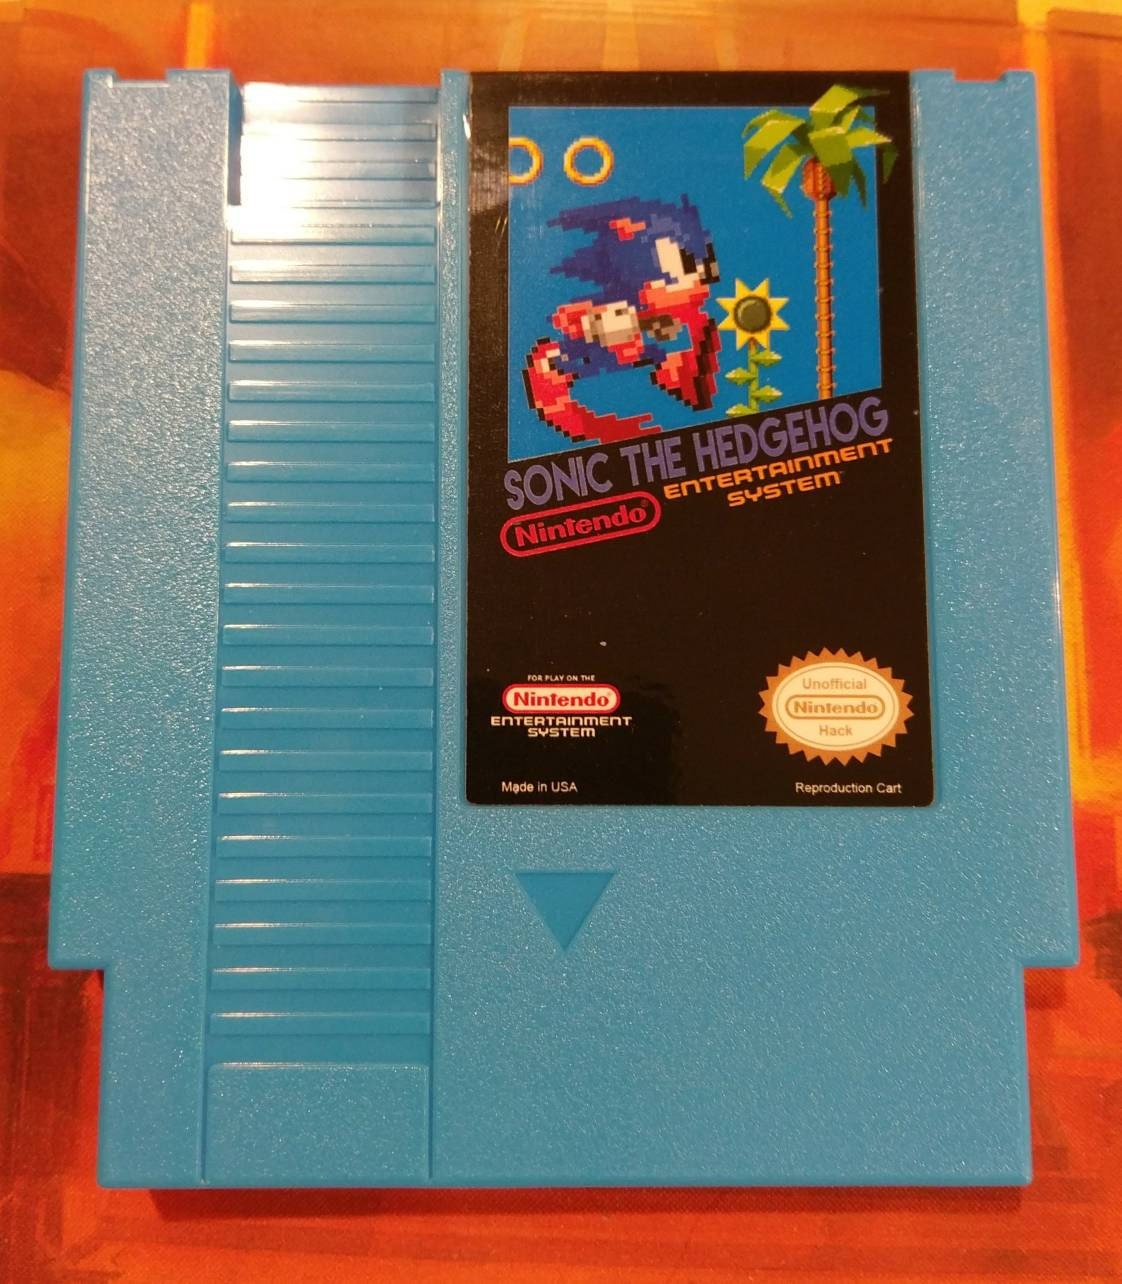 SONIC THE HEDGEHOG
Nintendo®
ENTERTAINMENT
SYSTEM™
FOR PLAY ON THE
Nintendo®
ENTERTAINMENT
SYSTEM
Unofficial
Nintendo
Hack
Made in USA
Reproduction Cart